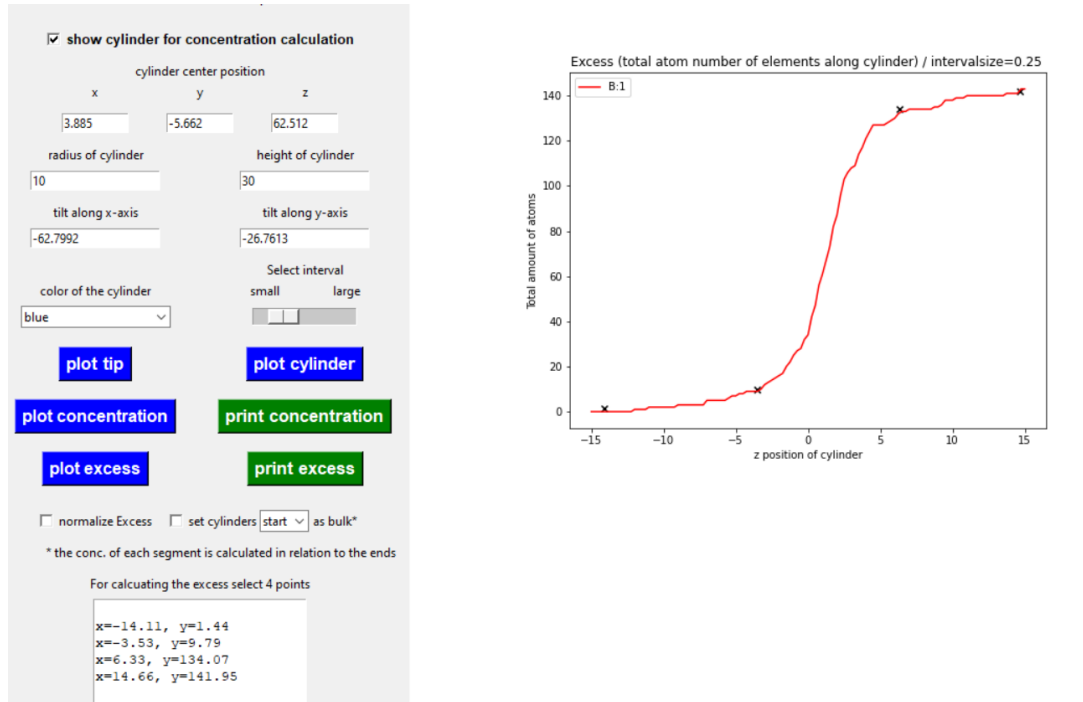 show cylinder for concentration calculation
cylinder center position
x y z
3.885 -5.662 62.512
radius of cylinder height of cylinder
10 30
tilt along x-axis tilt along y-axis
-62.7992 -26.7613
Select interval
color of the cylinder small large
blue
plot tip plot cylinder
plot concentration print concentration
plot excess print excess
normalize Excess set cylinders start as bulk*
* the conc. of each segment is calculated in relation to the ends
For calcuating the excess select 4 points
x=-14.11, y=1.44
x=-3.53, y=9.79
x=6.33, y=134.07
x=14.66, y=141.95
Excess (total atom number of elements along cylinder) / intervalsize=0.25
B:1
Total amount of atoms
140
120
100
80
60
40
20
0
−15 −10 −5 0 5 10 15
z position of cylinder